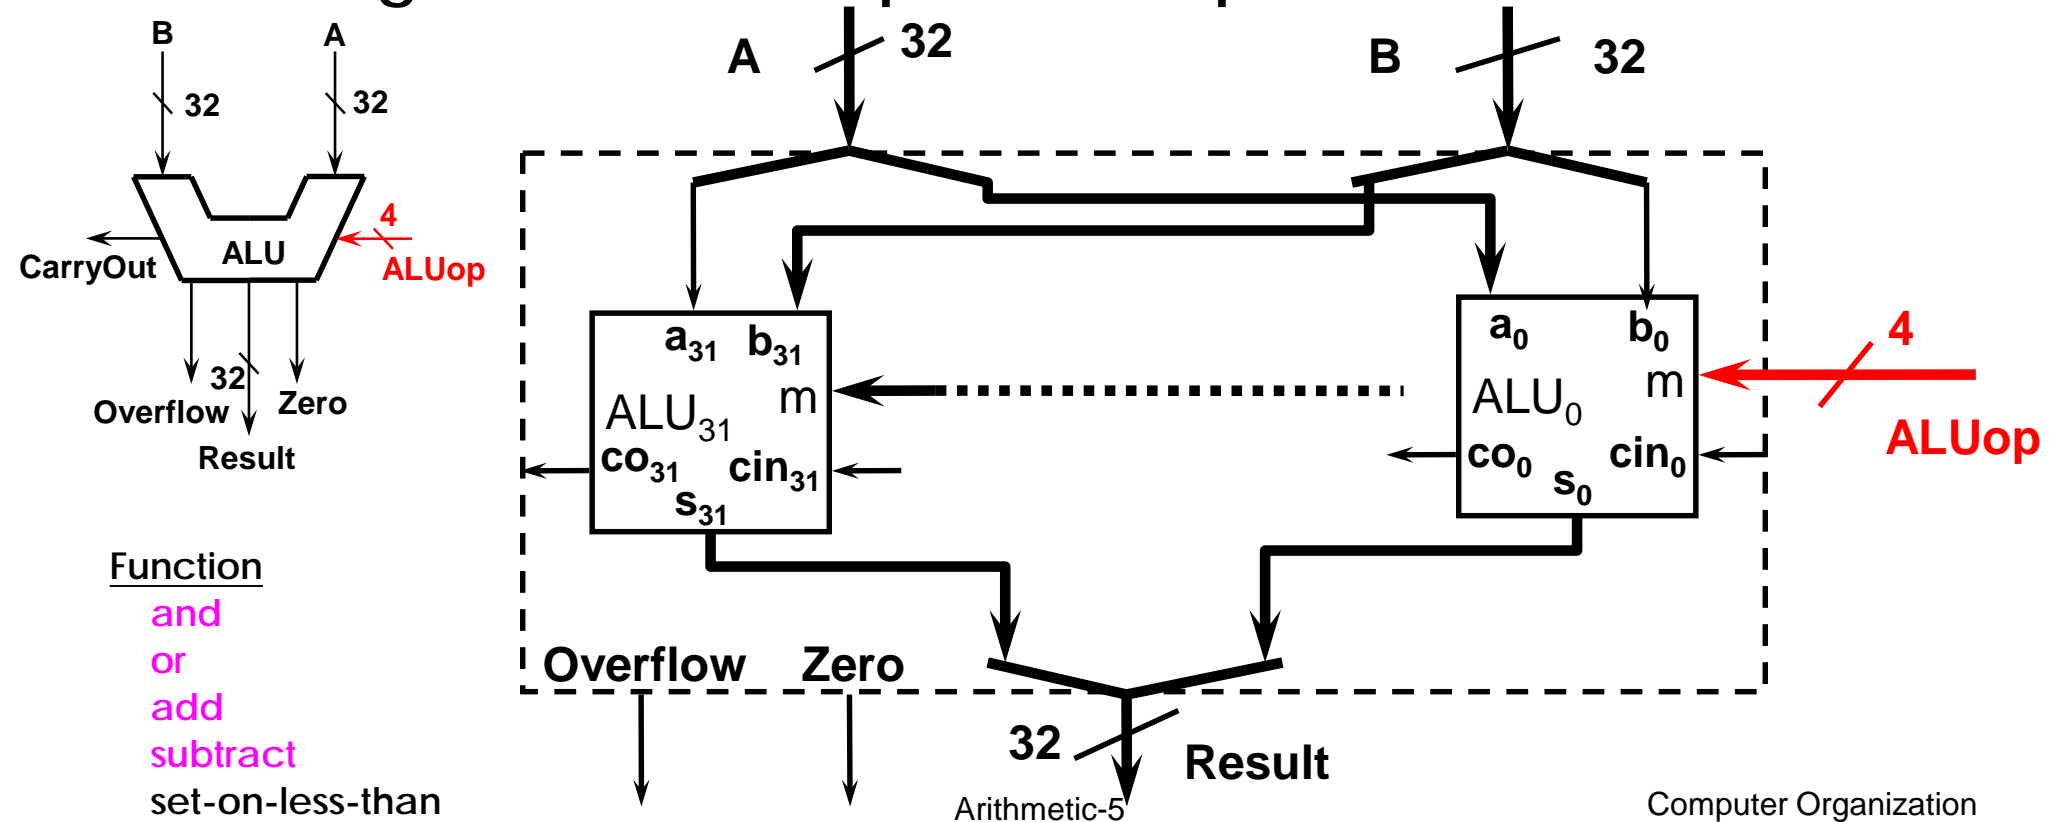 B
A
32
32
4
ALU
CarryOut
ALUop
32
Overflow
Zero
Result
Function
and
or
add
subtract
set-on-less-than
A
32
B
32
a31 b31
m
ALU31
co31 cin31
s31
a0 b0
m
ALU0
co0 cin0
s0
4
ALUop
Overflow Zero
32
Result
Arithmetic-5
Computer Organization